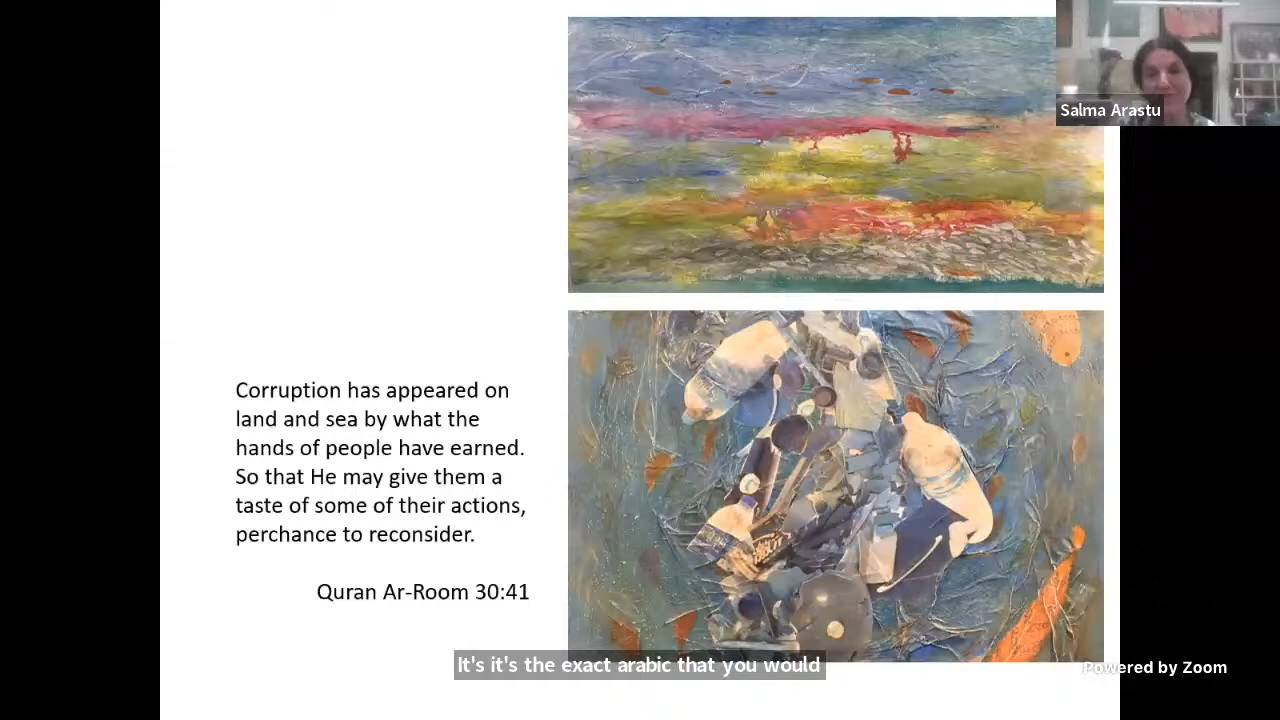 Salma Arastu
Corruption has appeared on
land and sea by what the
hands of people have earned.
So that He may give them a
taste of some of their actions,
perchance to reconsider.
Quran Ar-Room 30:41
It's it's the exact arabic that you would
Powered by Zoom